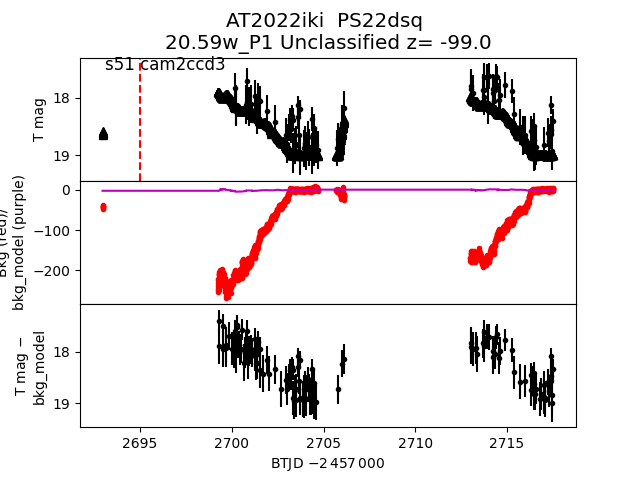 AT2022iki PS22dsq
20.59w_P1 Unclassified z= -99.0
s51 cam2ccd3
T mag
18
19
Bkg (red)/
bkg_model (purple)
0
−100
−200
T mag −
bkg_model
18
19
2695 2700 2705 2710 2715
BTJD −2 457 000